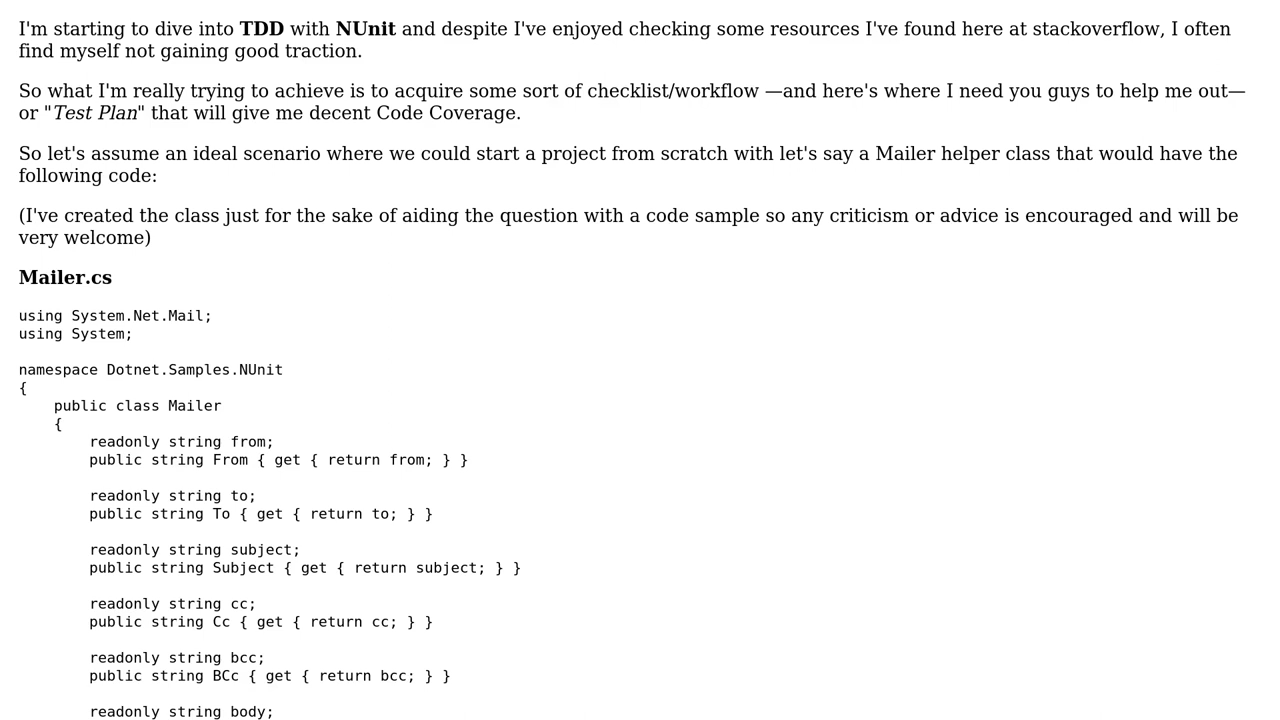 I'm starting to dive into TDD with NUnit and despite I've enjoyed checking some resources I've found here at stackoverflow, I often
find myself not gaining good traction.
So what I'm really trying to achieve is to acquire some sort of checklist/workflow —and here's where I need you guys to help me out—
or "Test Plan" that will give me decent Code Coverage.
So let's assume an ideal scenario where we could start a project from scratch with let's say a Mailer helper class that would have the
following code:
(I've created the class just for the sake of aiding the question with a code sample so any criticism or advice is encouraged and will be
very welcome)
Mailer.cs
using System.Net.Mail;
using System;
namespace Dotnet.Samples.NUnit
{
    public class Mailer
    {
        readonly string from;
        public string From { get { return from; } }
        readonly string to;
        public string To { get { return to; } }
        readonly string subject;
        public string Subject { get { return subject; } }
        readonly string cc;
        public string Cc { get { return cc; } }
        readonly string bcc;
        public string BCc { get { return bcc; } }
        readonly string body;